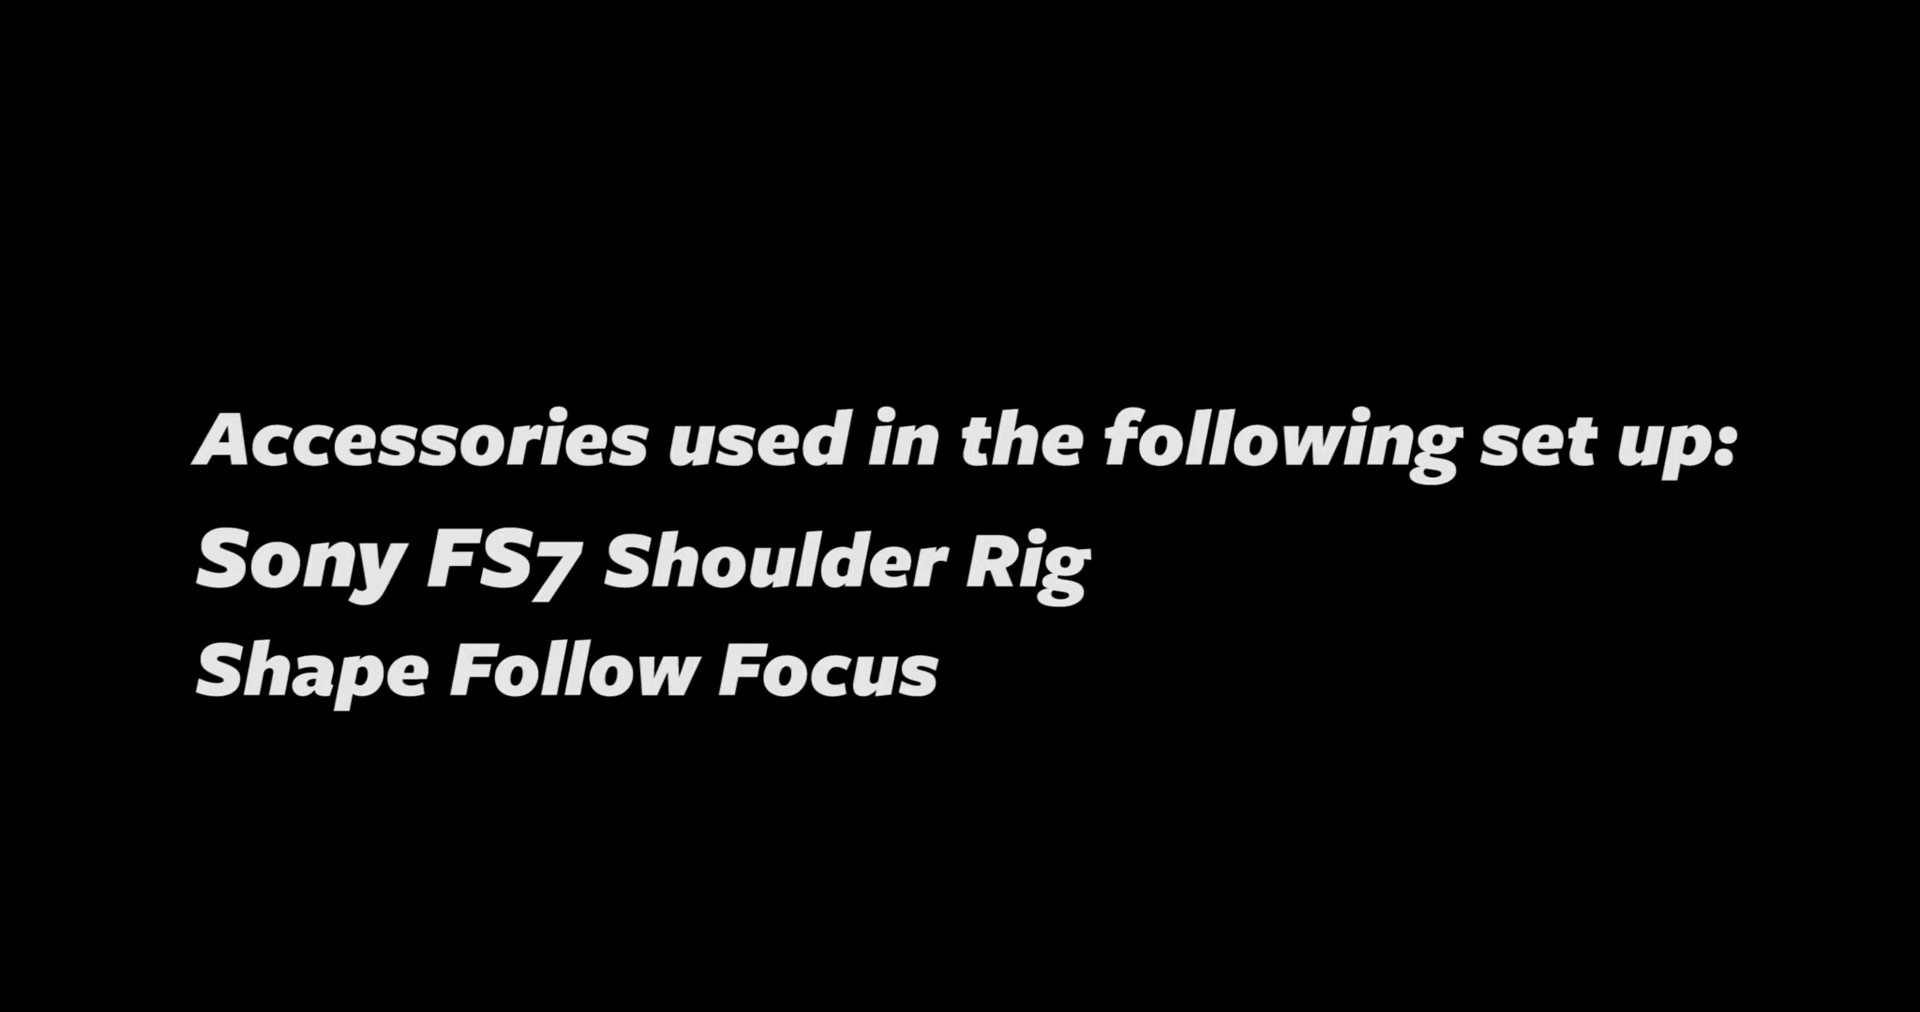 Accessories used in the following set up:
Sony FS7 Shoulder Rig
Shape Follow Focus